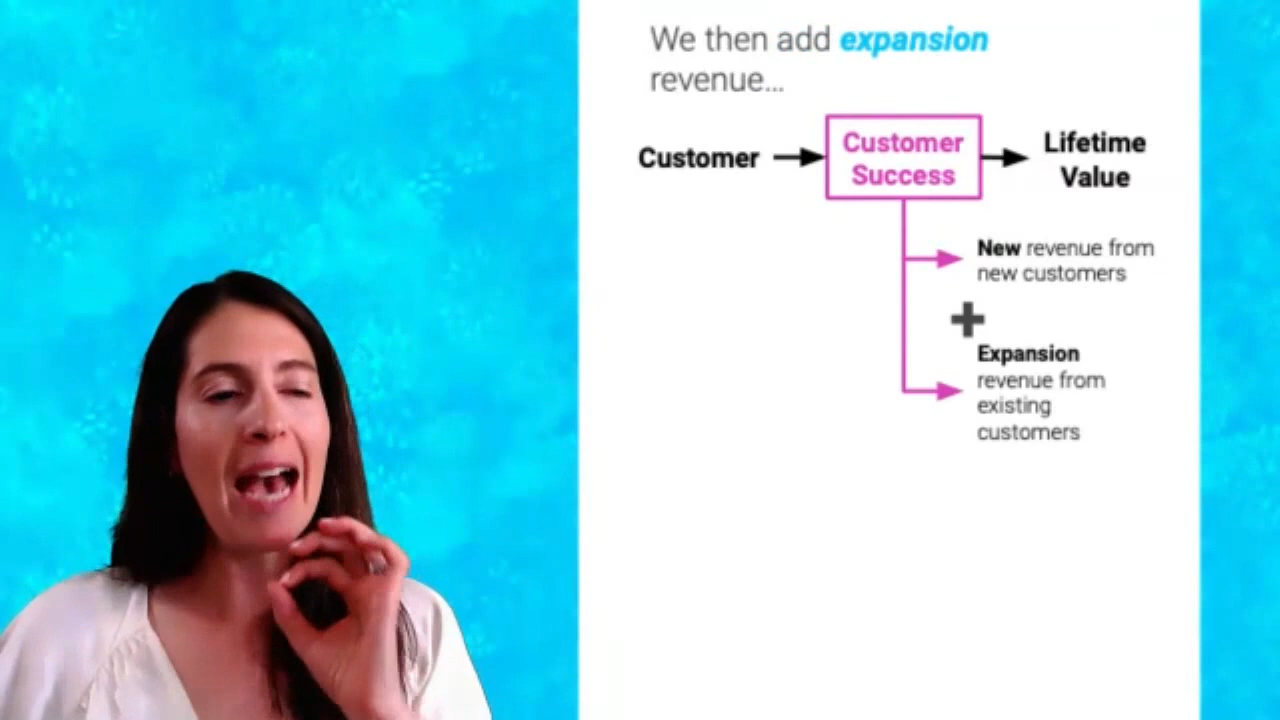 We then add expansion
revenue...
Customer
Customer
Success
Lifetime
Value
New revenue from
new customers
Expansion
revenue from
existing
customers